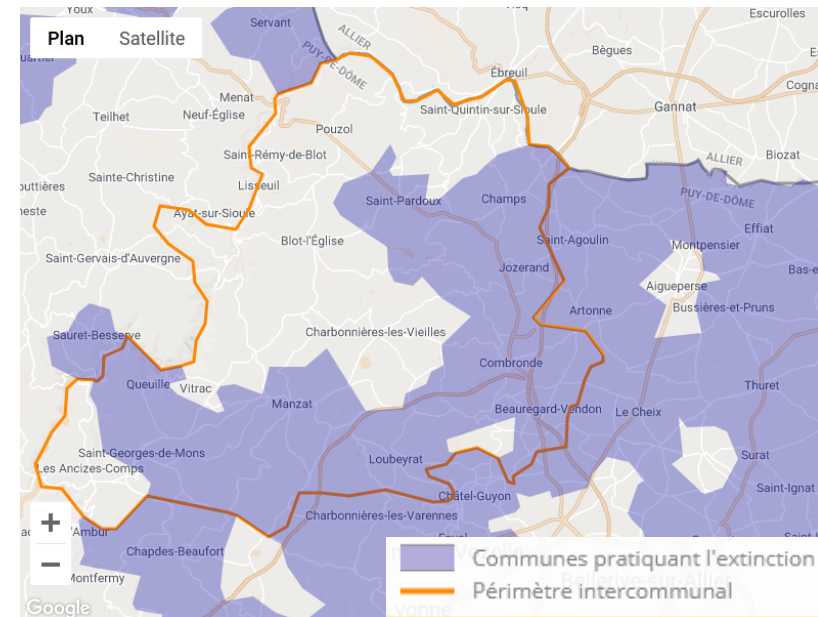 Youx
Servant
ALLIER
Escurolles
Plan Satellite
PUY-DE-DÔME
Bègues
Ébreuil
Menat
Saint-Quintin-sur-Sioule
Gannat
Teilhet
Neuf-Église
Pouzol
Saint-Rémy-de-Blot
ALLIER
Biozat
Sainte-Christine
Lisseuil
Saint-Pardoux
Champs
PUY-DE-DÔME
Ayat-sur-Sioule
Effiat
Blot-l'Église
Saint-Agoulin
Montpensier
Saint-Gervais-d'Auvergne
Jozerand
Aigueperse
Artonne
Bussières-et-Pruns
Sauret-Besserve
Charbonnières-les-Vieilles
Combronde
Queuille
Vitrac
Thuret
Manzat
Beauregard-Vendon
Le Cheix
Saint-Georges-de-Mons
Loubeyrat
Surat
Les Ancizes-Comps
Châtel-Guyon
Saint-Ignat
Charbonnières-les-Varennes
+
Chapdes-Beaufort
Communes pratiquant l'extinction
−
Montfermy
Périmètre intercommunal
Google